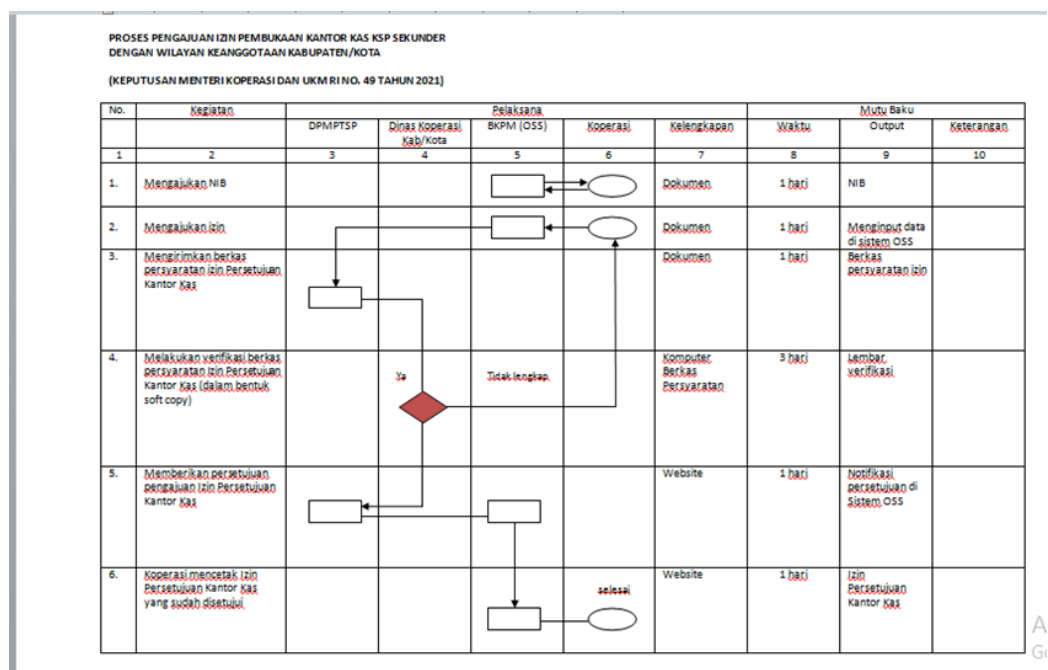 PROSES PENGAJUAN IZIN PEMBUKAAN KANTOR KAS KSP SEKUNDER
DENGAN WILAYAN KEANGGOTAAN KABUPATEN/KOTA
(KEPUTUSAN MENTERI KOPERASI DAN UKM RI NO. 49 TAHUN 2021)
No. Kegiatan Pelaksana Mutu Baku
DPMPTSP Dinas Koperasi BKPM (OSS) Koperasi Kelengkapan Waktu Output Keterangan
Kab/Kota
1 2 3 4 5 6 7 8 9 10
1. Mengajukan NIB Dokumen 1 hari NIB
2. Mengajukan izin Dokumen 1 hari Menginput data
di sistem OSS
3. Mengirimkan berkas Dokumen 1 hari Berkas
persyaratan izin Persetujuan persyaratan izin
Kantor Kas
4. Melakukan verifikasi berkas Komputer 3 hari Lembar
persyaratan Izin Persetujuan Ya Tidak lengkap Berkas verifikasi
Kantor Kas (dalam bentuk Persyaratan
soft copy)
5. Memberikan persetujuan Website 1 hari Notifikasi
pengajuan Izin Persetujuan persetujuan di
Kantor Kas Sistem OSS
6. Koperasi mencetak Izin Website 1 hari Izin
Persetujuan Kantor Kas selesai Persetujuan
yang sudah disetujui Kantor Kas